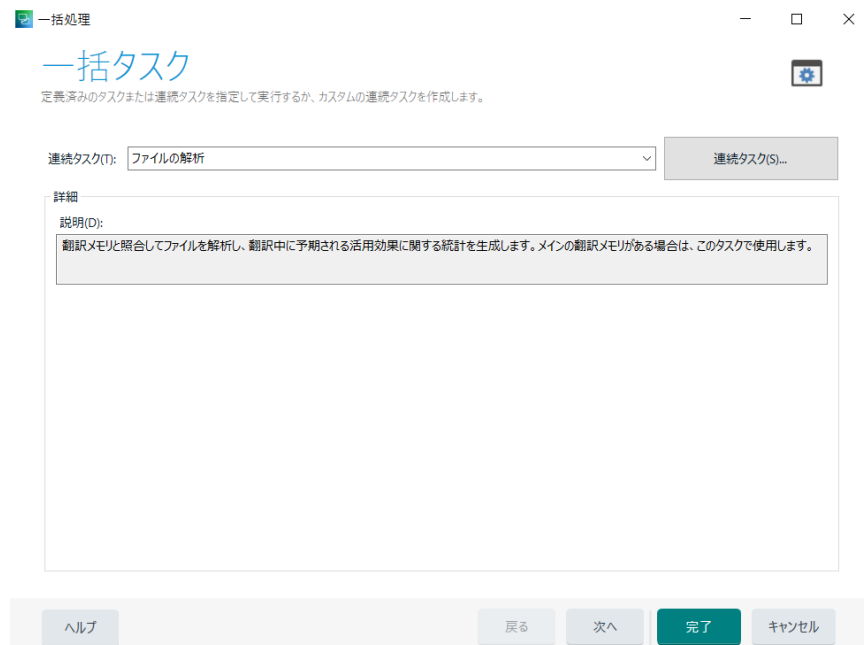 一括処理
一括タスク
定義済みのタスクまたは連続タスクを指定して実行するか、カスタムの連続タスクを作成します。
連続タスク(T): ファイルの解析 連続タスク(S)...
詳細
説明(D):
翻訳メモリと照合してファイルを解析し、翻訳中に予期される活用効果に関する統計を生成します。メインの翻訳メモリがある場合は、このタスクで使用します。
ヘルプ 戻る 次へ 完了 キャンセル